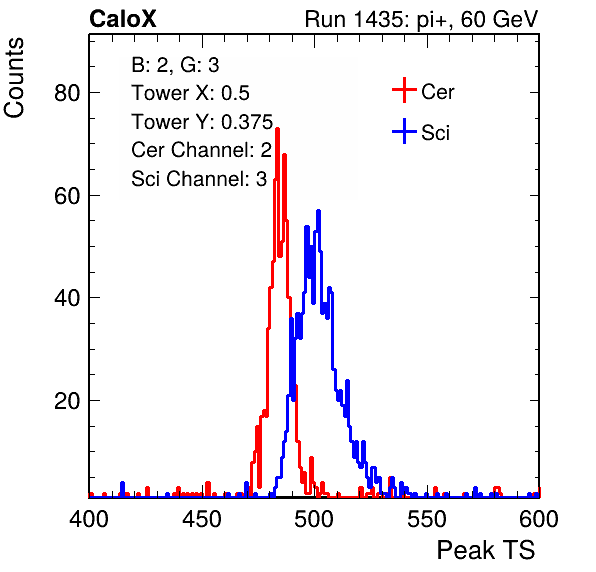 CaloX
Run 1435: pi+, 60 GeV
Counts
B: 2, G: 3
Tower X: 0.5
Tower Y: 0.375
Cer Channel: 2
Sci Channel: 3
Cer
Sci
80
60
40
20
400 450 500 550 600
Peak TS